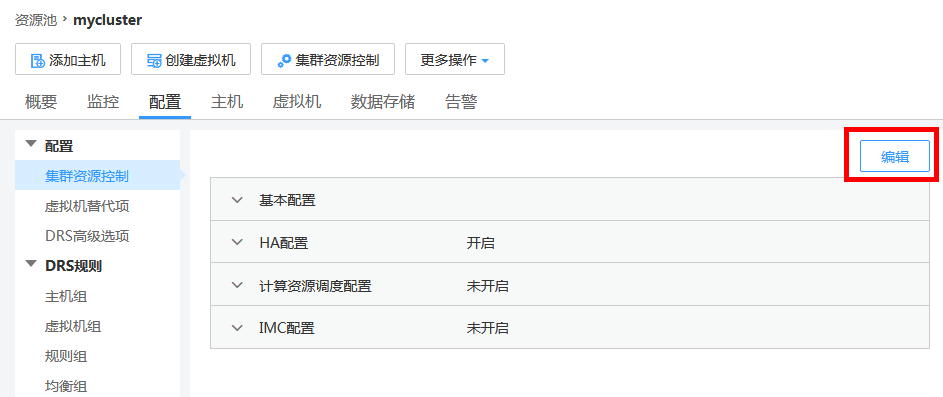 资源池 › mycluster
添加主机 创建虚拟机 集群资源控制 更多操作
概要 监控 配置 主机 虚拟机 数据存储 告警
配置
集群资源控制
虚拟机替代项
DRS高级选项
DRS规则
主机组
虚拟机组
规则组
均衡组
编辑
基本配置
HA配置 开启
计算资源调度配置 未开启
IMC配置 未开启